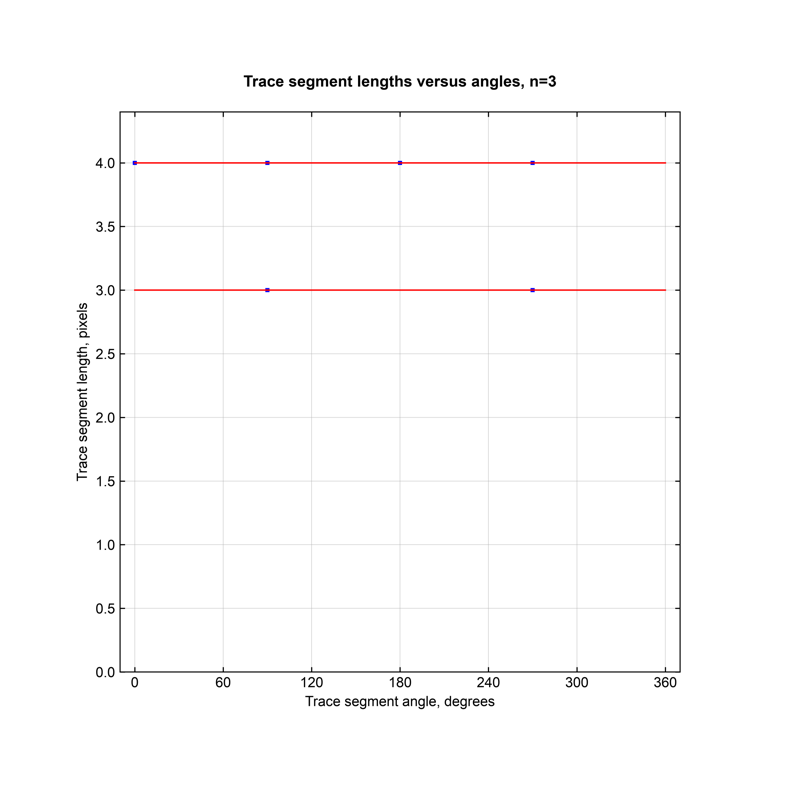 Trace segment lengths versus angles, n=3
4.0
3.5
3.0
2.5
2.0
1.5
1.0
0.5
0.0
Trace segment length, pixels
0 60 120 180 240 300 360
Trace segment angle, degrees